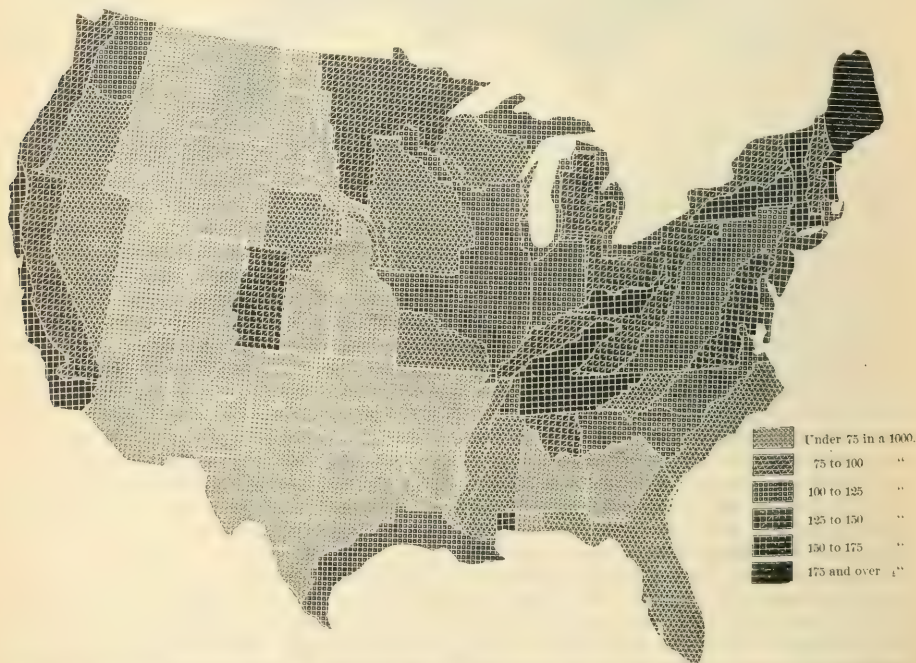 Under 75 in a 1000.
75 to 100 "
100 to 125 "
125 to 150 "
150 to 175 "
175 and over "